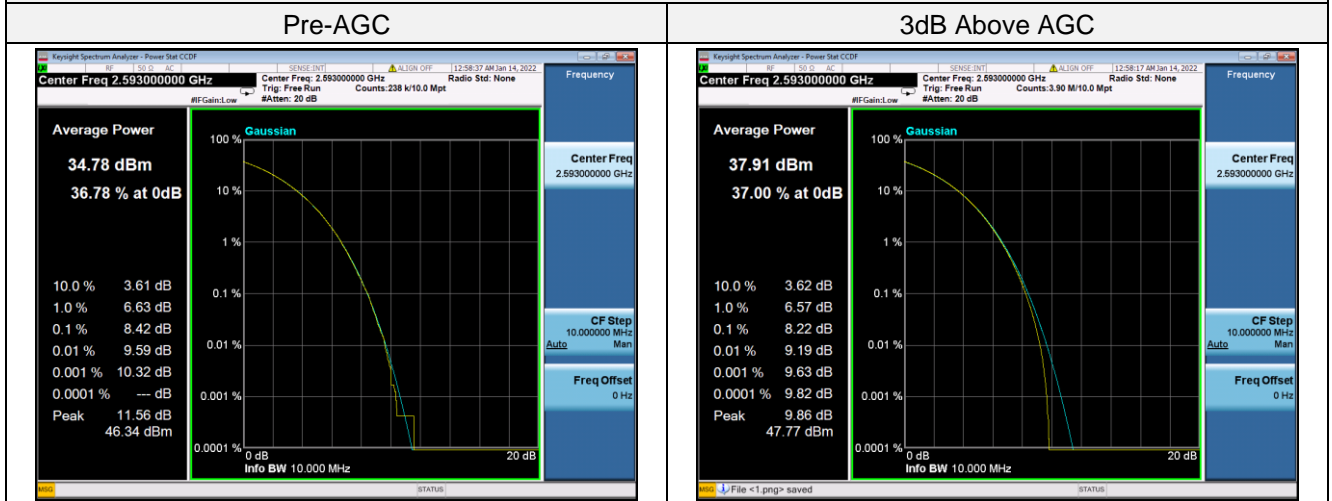 Pre-AGC
Keysight Spectrum Analyzer - Power Stat CCDF
RF 50 Ω AC SENSE:INT ALIGN OFF 12:58:37 AM Jan 14, 2022
Center Freq 2.593000000 GHz
Center Freq: 2.593000000 GHz Radio Std: None
Trig: Free Run Counts:238 k/10.0 Mpt
#IFGain:Low #Atten: 20 dB
Frequency
Average Power
34.78 dBm
36.78 % at 0dB
10.0 % 3.61 dB
1.0 % 6.63 dB
0.1 % 8.42 dB
0.01 % 9.59 dB
0.001 % 10.32 dB
0.0001 % --- dB
Peak 11.56 dB
46.34 dBm
Gaussian
100 %
10 %
1 %
0.1 %
0.01 %
0.001 %
0.0001 %
0 dB 20 dB
Info BW 10.000 MHz
Center Freq
2.593000000 GHz
CF Step
10.000000 MHz
Auto Man
Freq Offset
0 Hz
MSG STATUS
3dB Above AGC
Keysight Spectrum Analyzer - Power Stat CCDF
RF 50 Ω AC SENSE:INT ALIGN OFF 12:58:17 AM Jan 14, 2022
Center Freq 2.593000000 GHz
Center Freq: 2.593000000 GHz Radio Std: None
Trig: Free Run Counts:3.90 M/10.0 Mpt
#IFGain:Low #Atten: 20 dB
Frequency
Average Power
37.91 dBm
37.00 % at 0dB
10.0 % 3.62 dB
1.0 % 6.57 dB
0.1 % 8.22 dB
0.01 % 9.19 dB
0.001 % 9.63 dB
0.0001 % 9.82 dB
Peak 9.86 dB
47.77 dBm
Gaussian
100 %
10 %
1 %
0.1 %
0.01 %
0.001 %
0.0001 %
0 dB 20 dB
Info BW 10.000 MHz
Center Freq
2.593000000 GHz
CF Step
10.000000 MHz
Auto Man
Freq Offset
0 Hz
MSG File <1.png> saved STATUS